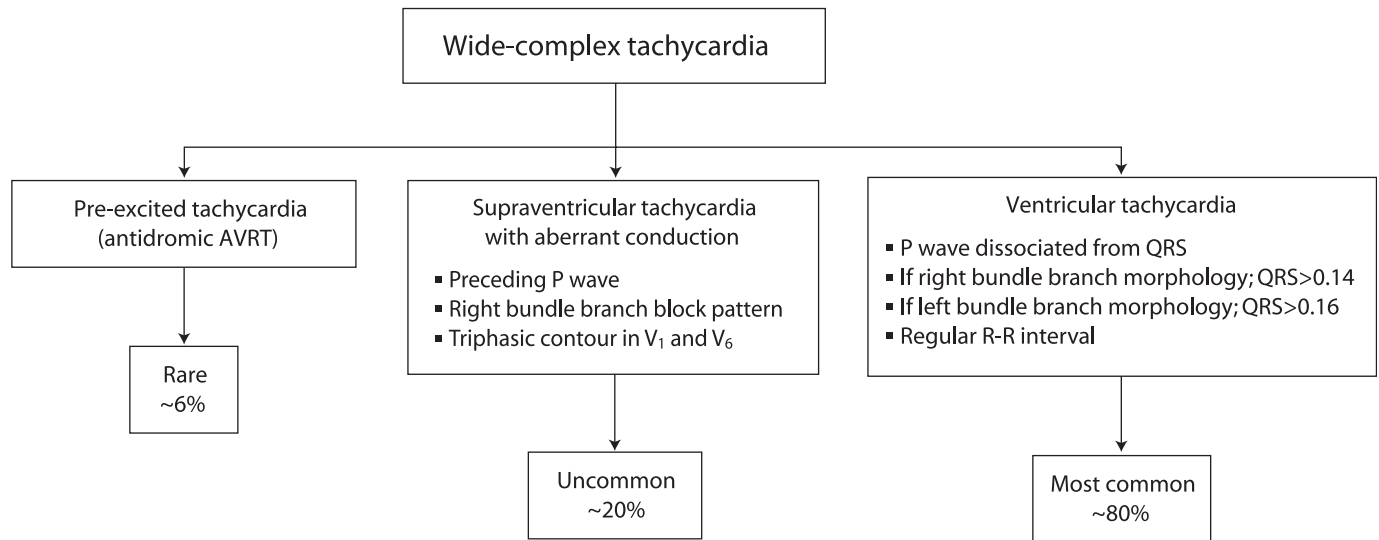 Wide-complex tachycardia
Pre-excited tachycardia
(antidromic AVRT)
Rare
~6%
Supraventricular tachycardia
with aberrant conduction
▪ Preceding P wave
▪ Right bundle branch block pattern
▪ Triphasic contour in V₁ and V₆
Uncommon
~20%
Ventricular tachycardia
▪ P wave dissociated from QRS
▪ If right bundle branch morphology; QRS>0.14
▪ If left bundle branch morphology; QRS>0.16
▪ Regular R-R interval
Most common
~80%